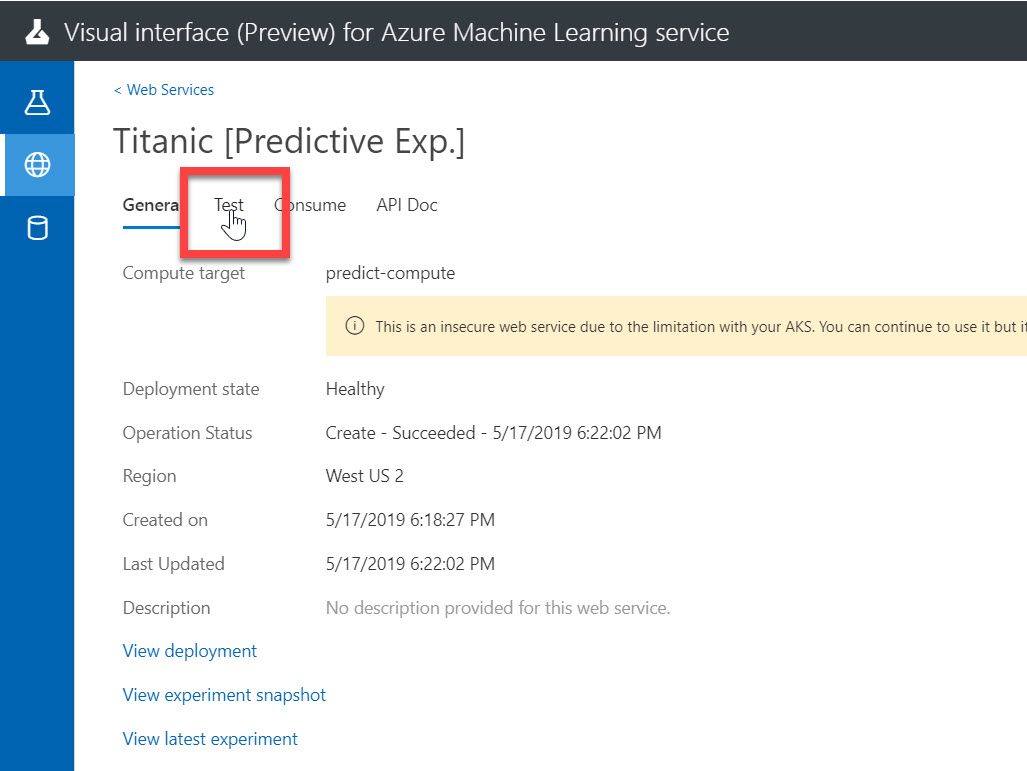 Visual interface (Preview) for Azure Machine Learning service
< Web Services
Titanic [Predictive Exp.]
Genera Test Consume API Doc
Compute target predict-compute
This is an insecure web service due to the limitation with your AKS. You can continue to use it but it
Deployment state Healthy
Operation Status Create - Succeeded - 5/17/2019 6:22:02 PM
Region West US 2
Created on 5/17/2019 6:18:27 PM
Last Updated 5/17/2019 6:22:02 PM
Description No description provided for this web service.
View deployment
View experiment snapshot
View latest experiment